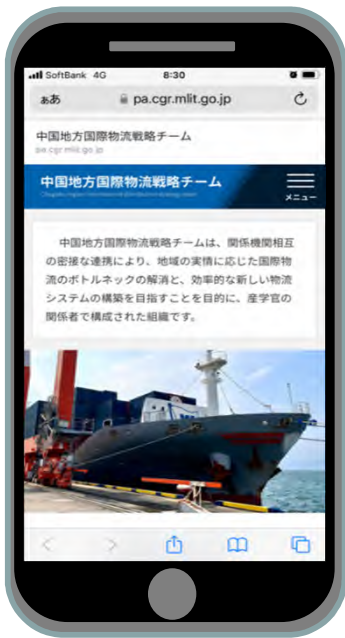 SoftBank 4G 8:30
ぁあ pa.cgr.mlit.go.jp
中国地方国際物流戦略チーム
pa.cgr.mlit.go.jp
中国地方国際物流戦略チーム
メニュー
中国地方国際物流戦略チームは、関係機関相互
の密接な連携により、地域の実情に応じた国際物
流のボトルネックの解消と、効率的な新しい物流
システムの構築を目指すことを目的に、産学官の
関係者で構成された組織です。